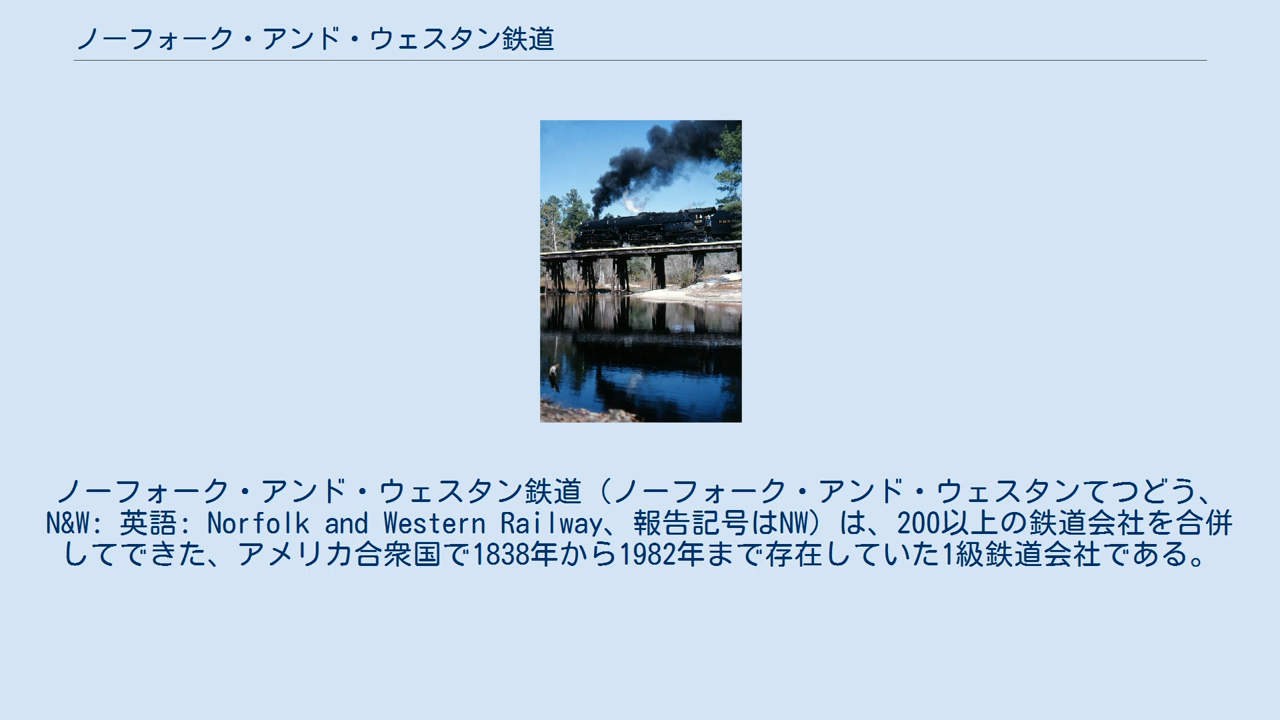 ノーフォーク・アンド・ウェスタン鉄道
ノーフォーク・アンド・ウェスタン鉄道（ノーフォーク・アンド・ウェスタンてつどう、
N&W: 英語: Norfolk and Western Railway、報告記号はNW）は、200以上の鉄道会社を合併
してできた、アメリカ合衆国で1838年から1982年まで存在していた1級鉄道会社である。